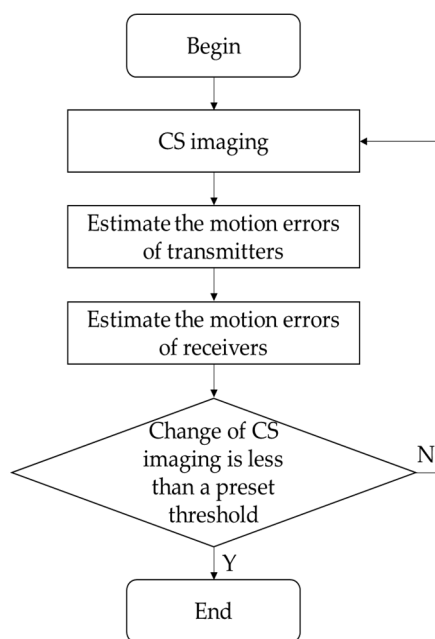 Begin
CS imaging
Estimate the motion errors
of transmitters
Estimate the motion errors
of receivers
Change of CS
imaging is less
than a preset
threshold
N
Y
End